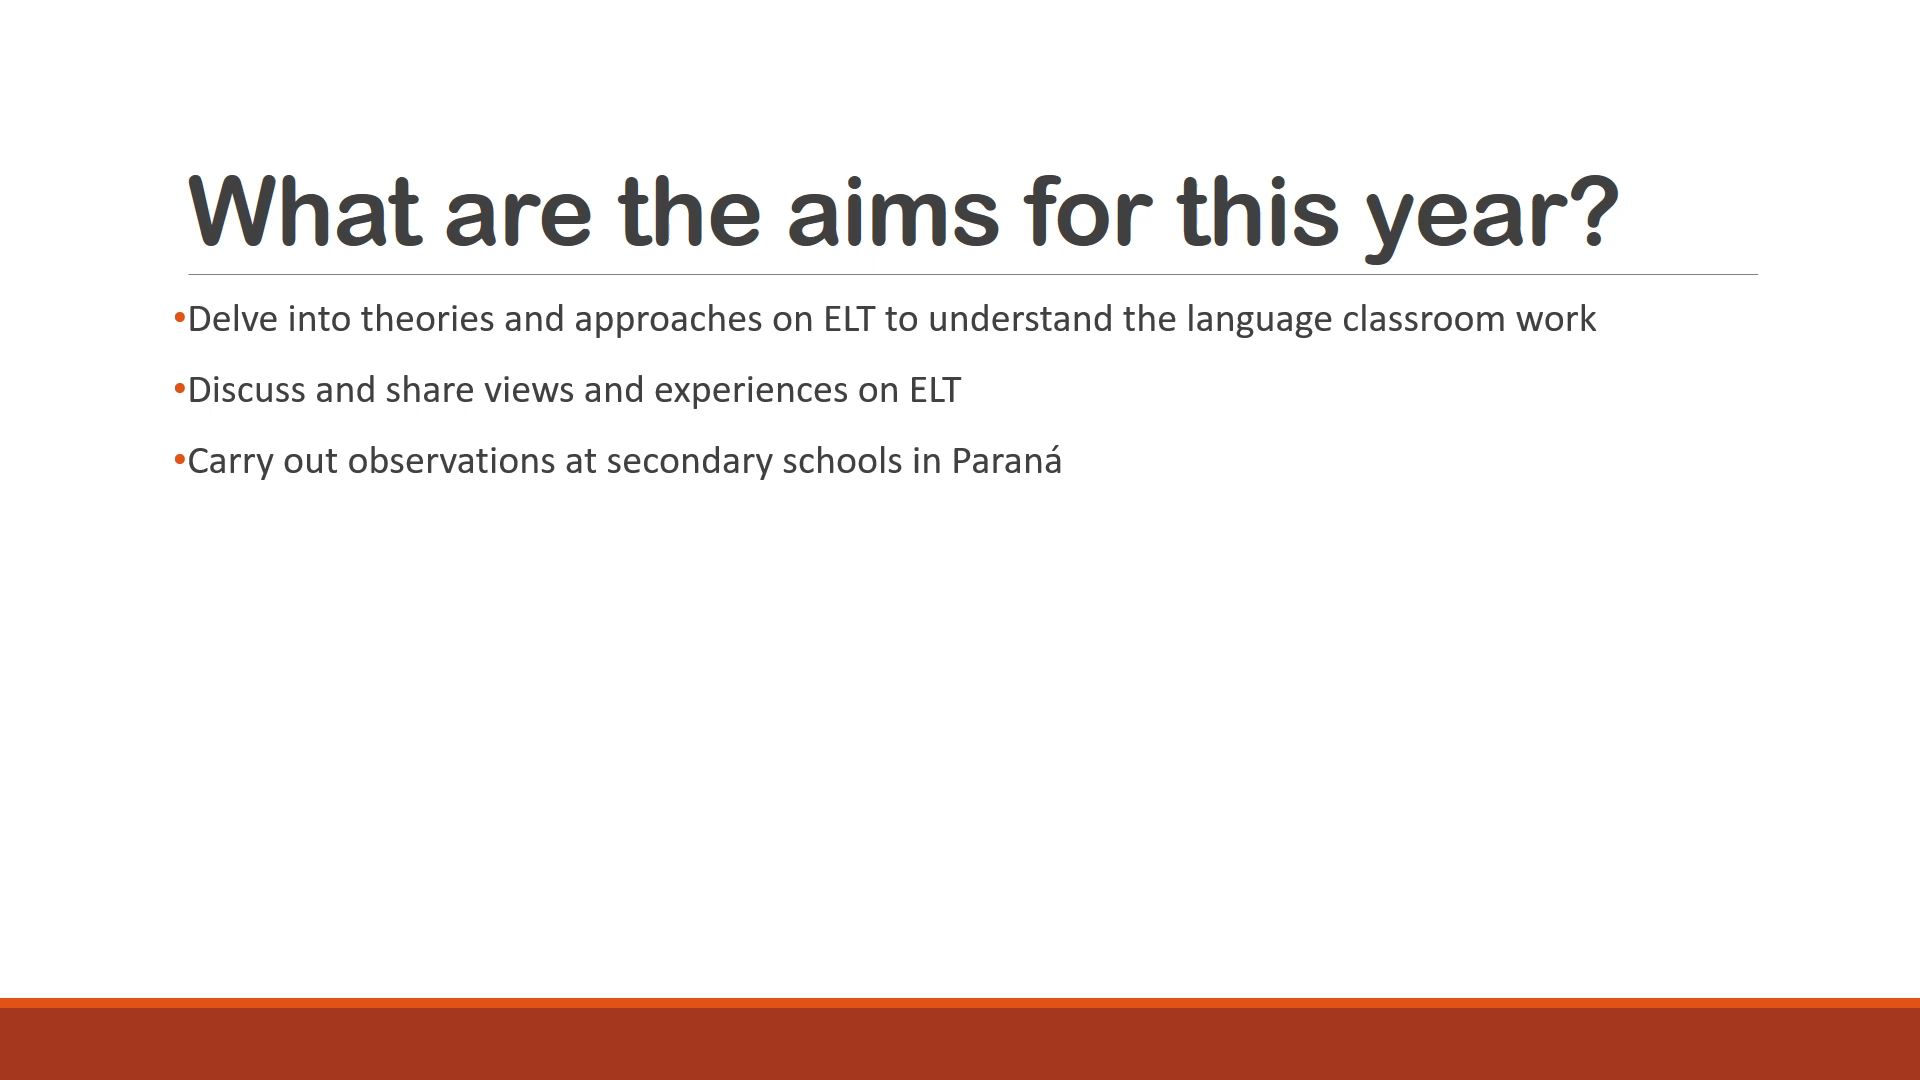 What are the aims for this year?
•Delve into theories and approaches on ELT to understand the language classroom work
•Discuss and share views and experiences on ELT
•Carry out observations at secondary schools in Paraná